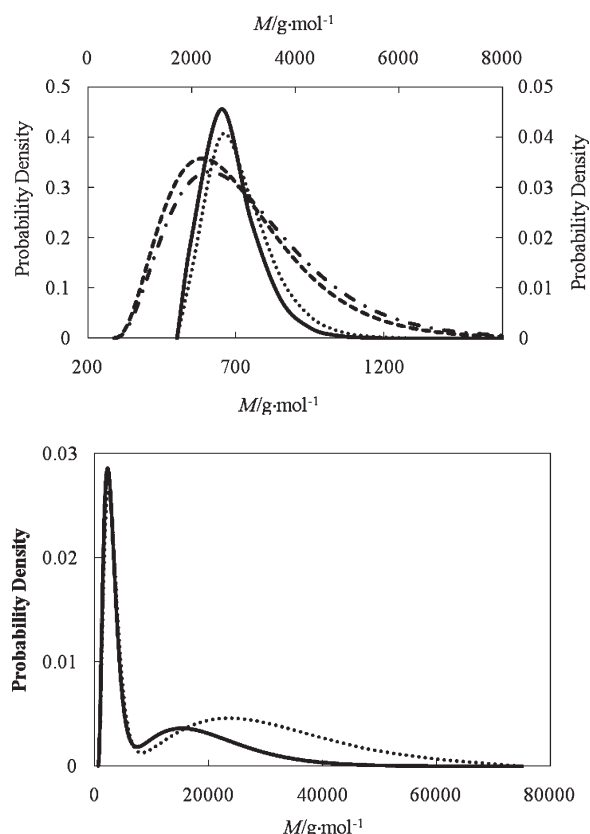 M/g·mol-1
0 2000 4000 6000 8000
0.5 0.05
0.4 0.04
0.3 0.03
0.2 0.02
0.1 0.01
0 0
Probability Density
Probability Density
200 700 1200
M/g·mol-1
0.03
0.02
0.01
0
Probability Density
0 20000 40000 60000 80000
M/g·mol-1